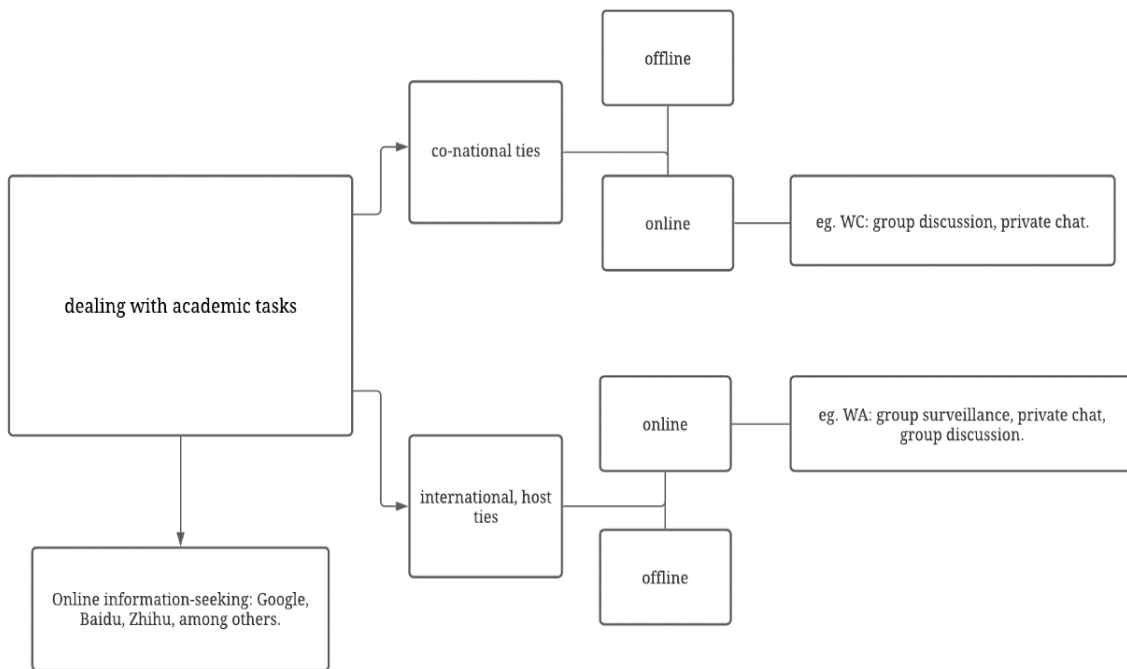 offline
co-national ties
online
eg. WC: group discussion, private chat.
dealing with academic tasks
online
eg. WA: group surveillance, private chat,
group discussion.
international, host
ties
offline
Online information-seeking: Google,
Baidu, Zhihu, among others.